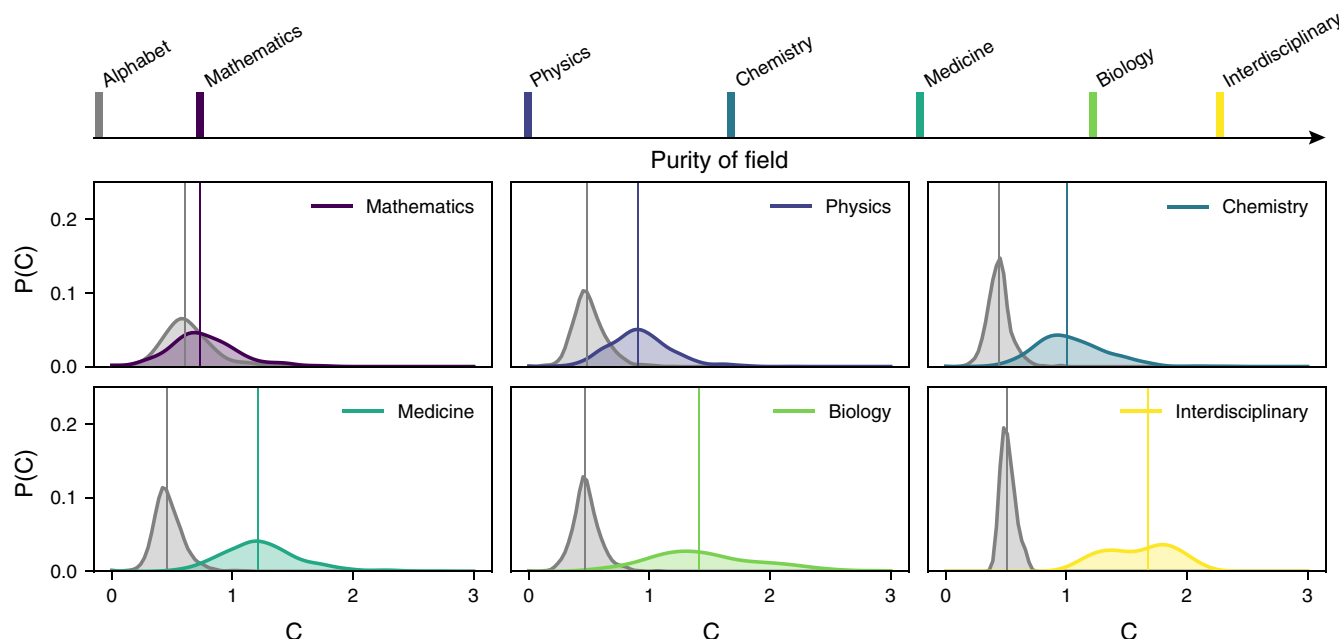 Alphabet
Mathematics
Physics
Chemistry
Medicine
Biology
Interdisciplinary
Purity of field
P(C)
0.2
0.1
0.0
Mathematics
Physics
Chemistry
P(C)
0.2
0.1
0.0
Medicine
Biology
Interdisciplinary
0 1 2 3
0 1 2 3
0 1 2 3
C
C
C